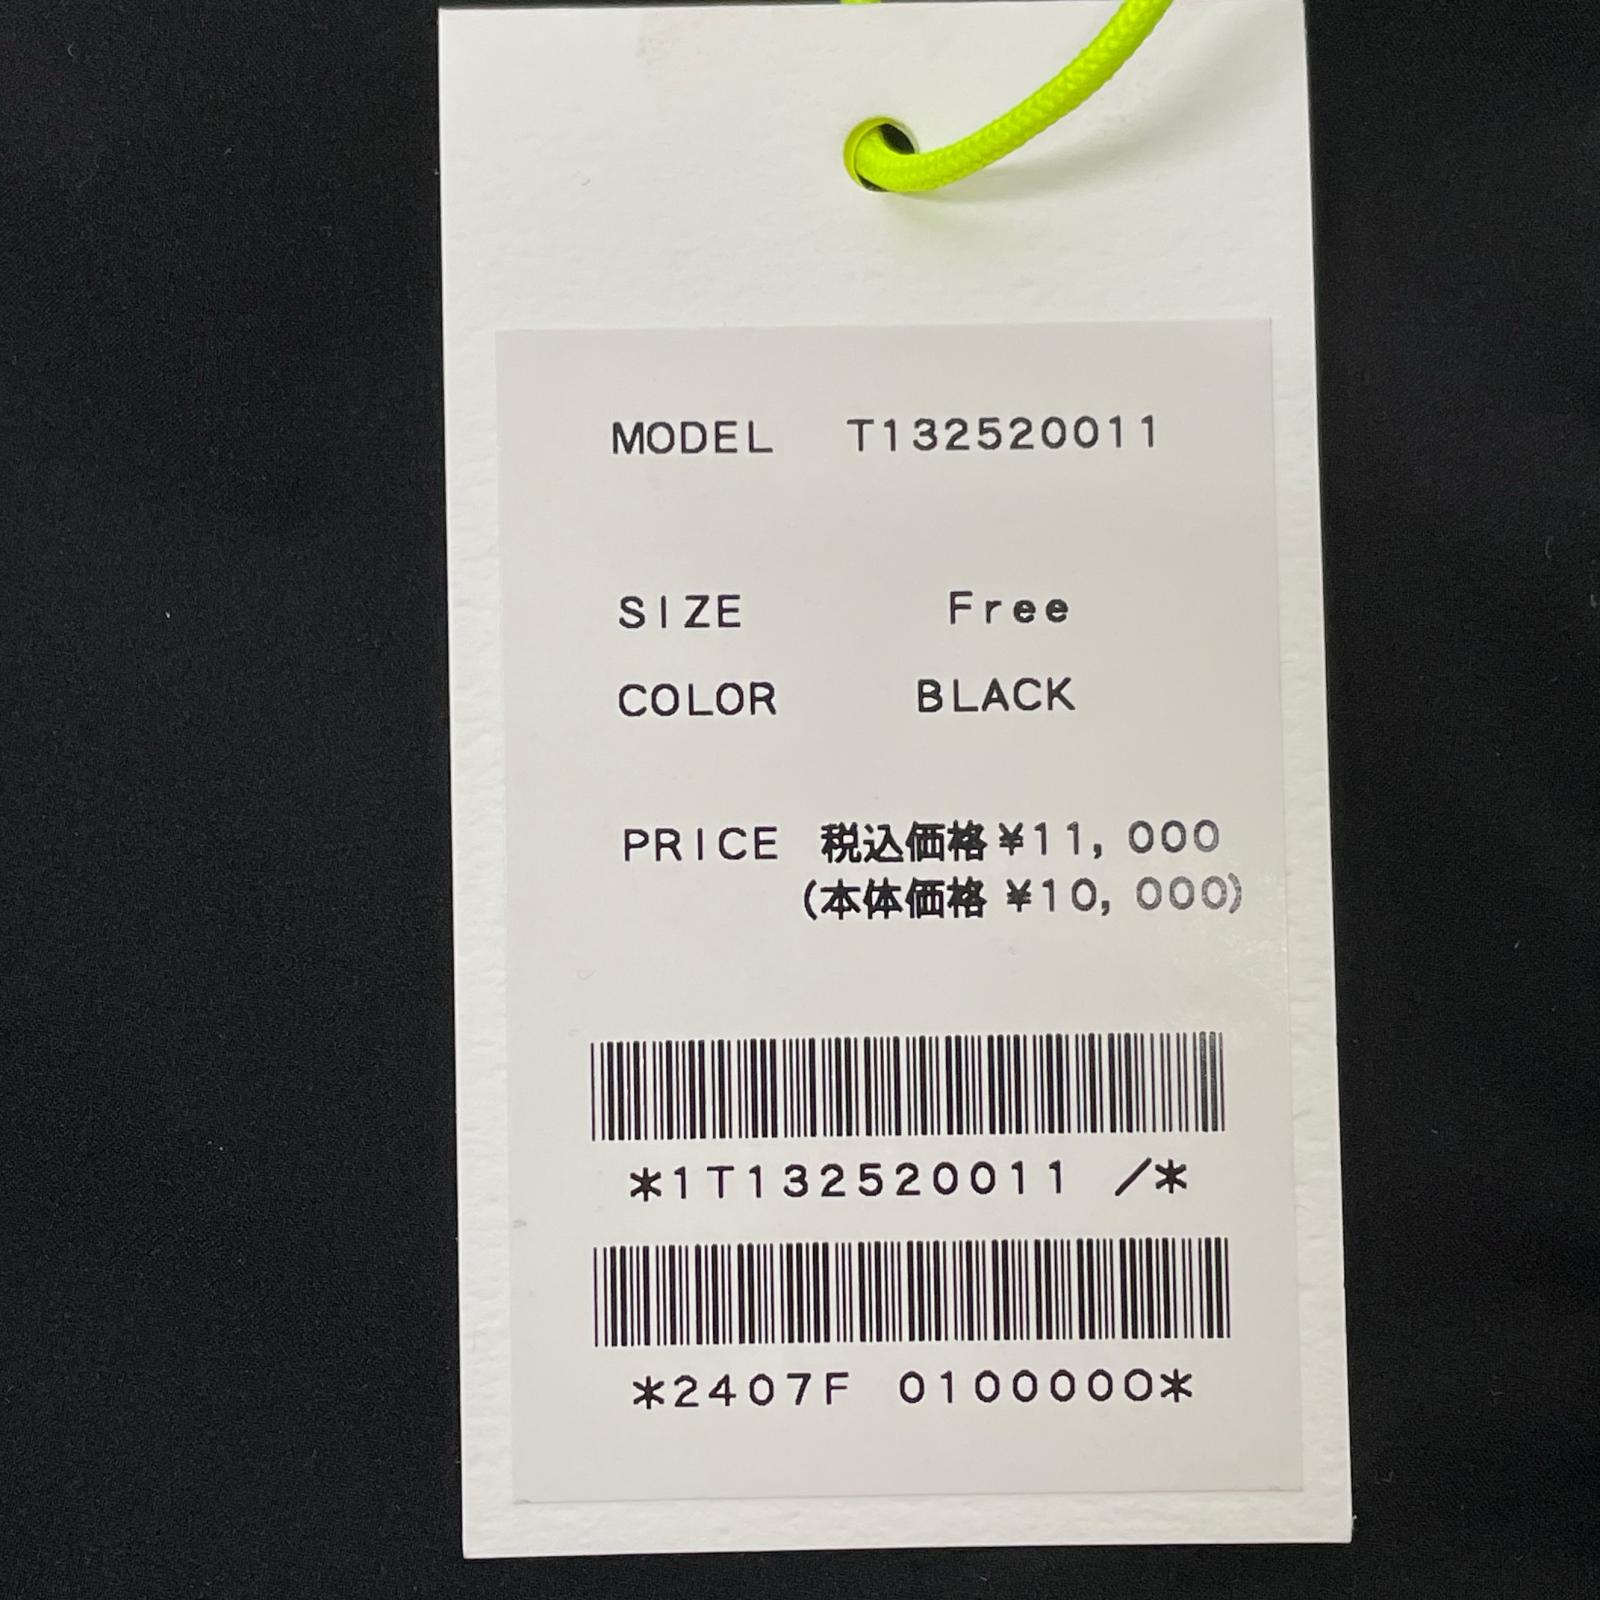 MODEL T132520011
SIZE Free
COLOR BLACK
PRICE 税込価格¥11,000
(本体価格 ¥10,000)
*1T132520011 /*
*2407F 0100000*